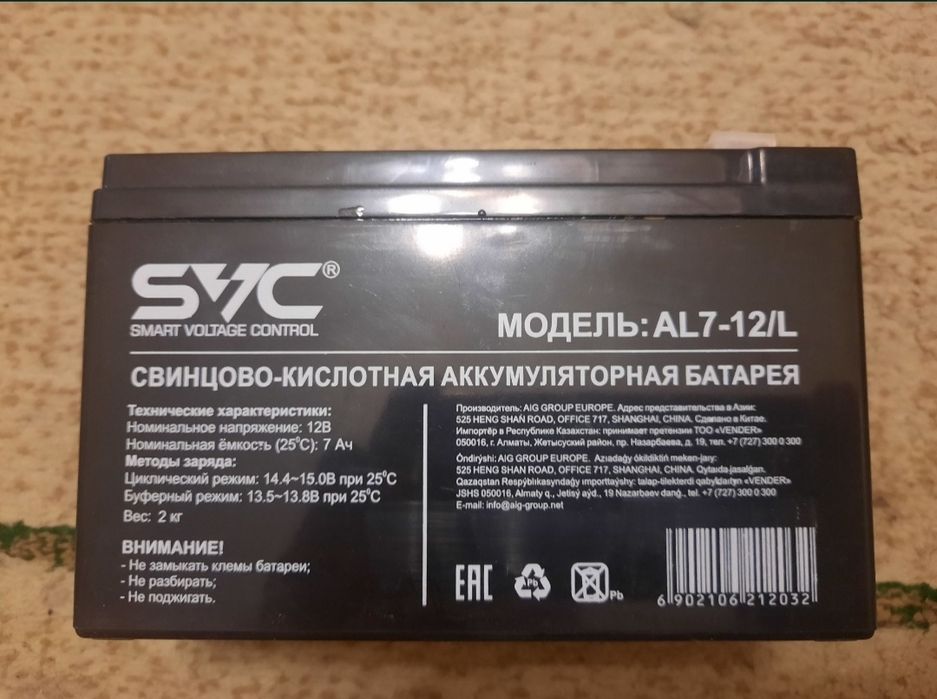 SVC®
SMART VOLTAGE CONTROL
МОДЕЛЬ: AL7-12/L
СВИНЦОВО-КИСЛОТНАЯ АККУМУЛЯТОРНАЯ БАТАРЕЯ
Технические характеристики:
Номинальное напряжение: 12В
Номинальная ёмкость (25°C): 7 Ач
Методы заряда:
Циклический режим: 14.4~15.0В при 25°C
Буферный режим: 13.5~13.8В при 25°C
Вес: 2 кг
ВНИМАНИЕ!
- Не замыкать клемы батареи;
- Не разбирать;
- Не поджигать.
Производитель: AIG GROUP EUROPE. Адрес представительства в Азии:
525 HENG SHAN ROAD, OFFICE 717, SHANGHAI, CHINA. Сделано в Китае.
Импортёр в Республике Казахстан: принимает претензии ТОО «VENDER»
050016, г. Алматы, Жетысуский район, пр. Назарбаева, д. 19, тел. +7 (727) 300 0 300
Óndirýshi: AIG GROUP EUROPE. Azıadaǵy ókildiktiń meken-jaıy:
525 HENG SHAN ROAD, OFFICE 717, SHANGHAI, CHINA. Qytaıda jasalǵan.
Qazaqstan Respýblıkasyndaǵy ımporttaýshy: talap-tilekterdi qabyldaıtyn «VENDER»
JSHS 050016, Almaty q., Jetisý aýd., 19 Nazarbaev dańǵ., tel. +7 (727) 300 0 300
E-mail: info@aig-group.net
EAC
Pb
Pb
6 902106 212032